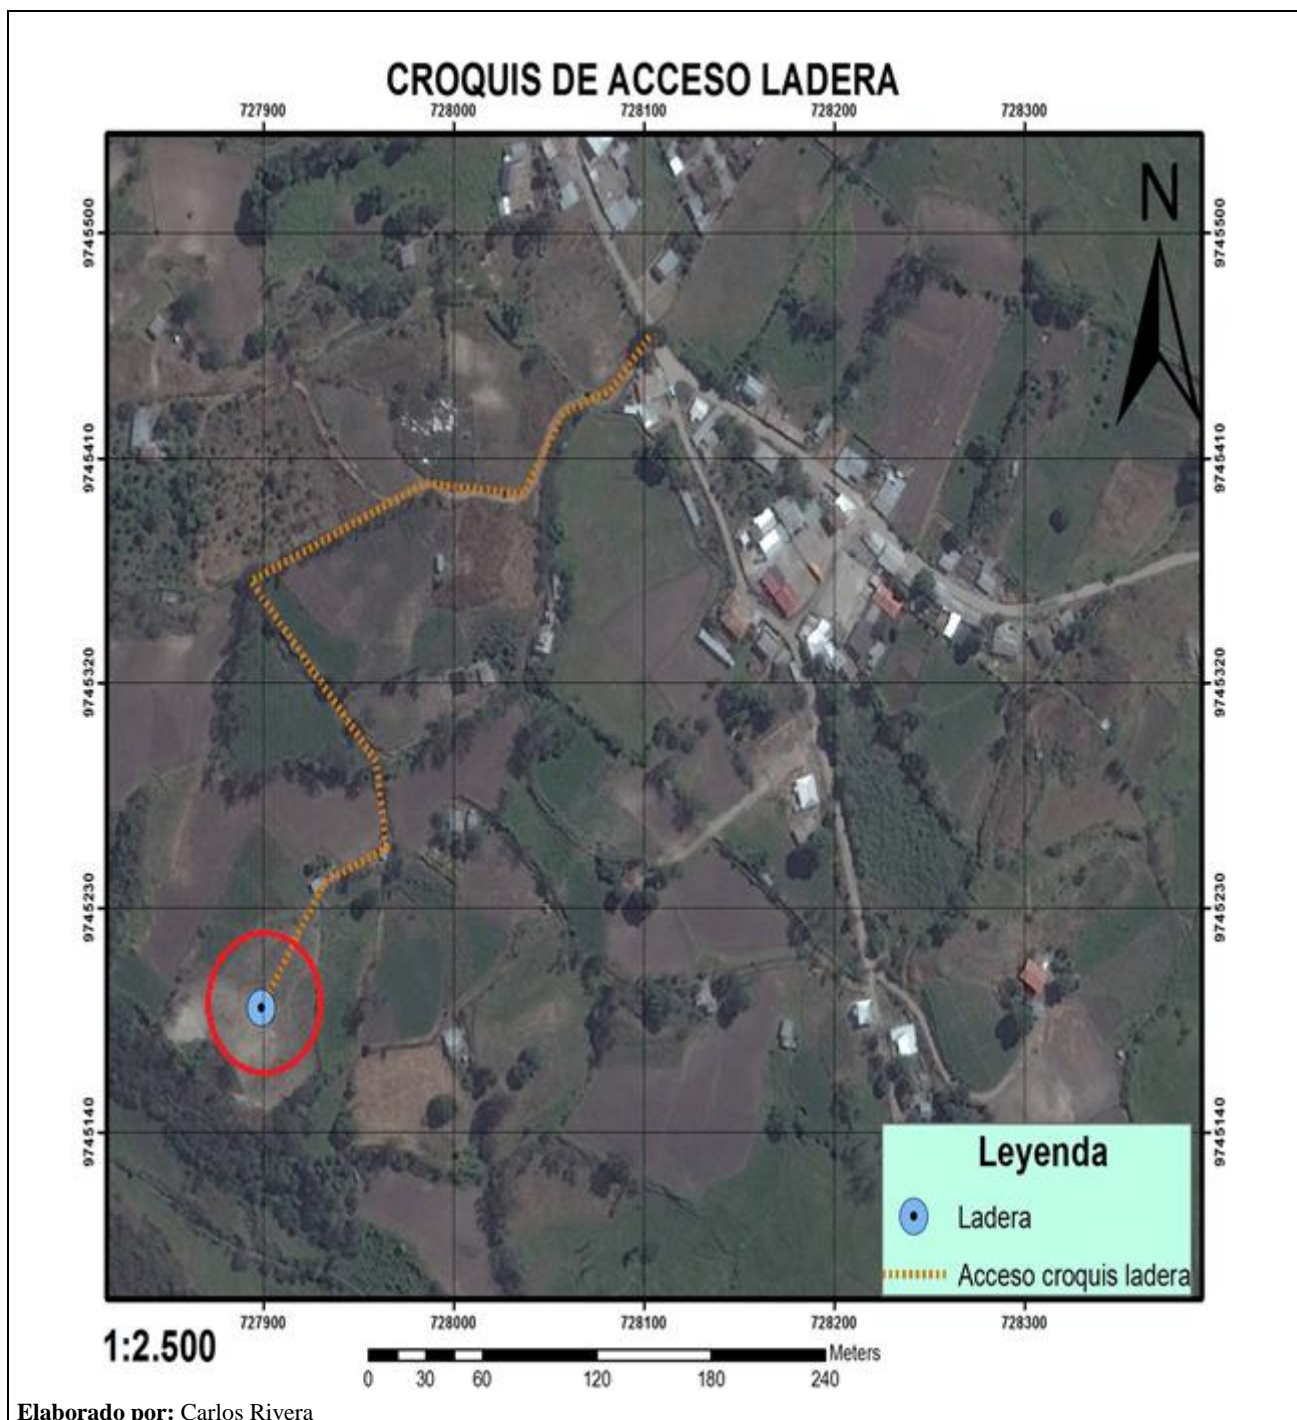 CROQUIS DE ACCESO LADERA
727900 728000 728100 728200 728300
N
9745500 9745500
9745410 9745410
9745320 9745320
9745230 9745230
9745140 9745140
Leyenda
Ladera
Acceso croquis ladera
727900 728000 728100 728200 728300
1:2.500
Meters
0 30 60 120 180 240
Elaborado por: Carlos Rivera